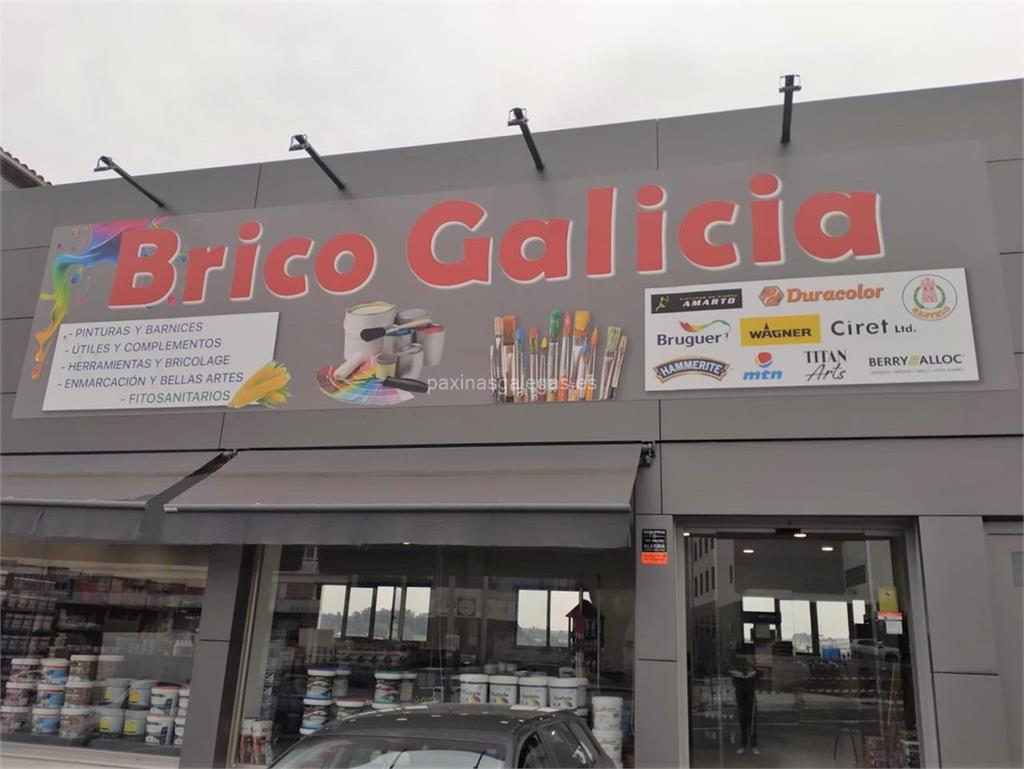 Brico Galicia
- PINTURAS Y BARNICES
- ÚTILES Y COMPLEMENTOS
- HERRAMIENTAS Y BRICOLAGE
- ENMARCACIÓN Y BELLAS ARTES
- FITOSANITARIOS
AMARTO
Duracolor
Bruguer
WAGNER
Ciret Ltd.
HAMMERITE
mtn
TITAN
Arts
BERRY ALLOC
paxinasgalegas.es
ALARMA